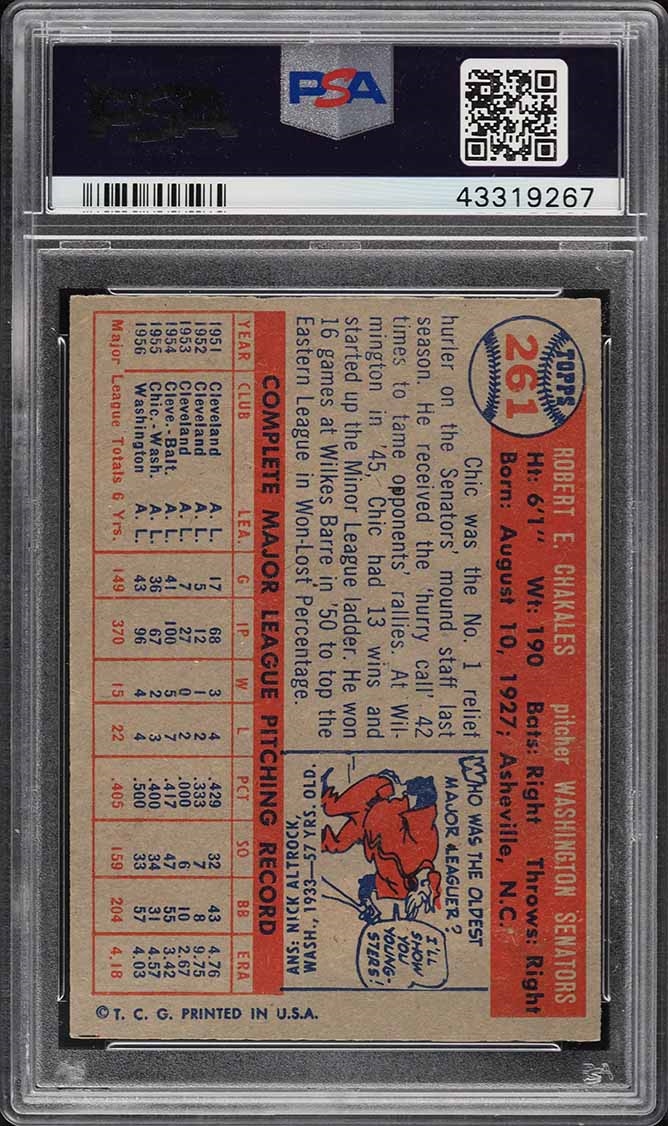 PSA
PSA
43319267
TOPPS
261
ROBERT E. CHAKALES pitcher WASHINGTON SENATORS
Ht: 6'1" Wt: 190 Bats: Right Throws: Right
Born: August 10, 1927; Asheville, N.C.
Chic was the No. 1 relief
hurler on the Senators' mound staff last
season. He received the 'hurry call' 42
times to tame opponents' rallies. At Wil-
mington in '45, Chic had 13 wins and
started up the Minor League ladder. He won
16 games at Wilkes Barre in '50 to top the
Eastern League in Won-Lost Percentage.
WHO WAS THE OLDEST
MAJOR LEAGUER?
I'LL
SHOW
YOU
YOUNG-
STERS!
ANS: NICK ALTROCK,
WASH., 1933—57 YRS. OLD.
COMPLETE MAJOR LEAGUE PITCHING RECORD
YEAR CLUB LEA. G IP W L PCT SO BB ERA
1951 Cleveland A. L. 17 68 3 4 .429 32 43 4.76
1952 Cleveland A. L. 5 12 1 2 .333 7 8 9.75
1953 Cleveland A. L. 7 27 0 2 .000 6 10 2.67
1954 Cleve.-Balt. A. L. 41 100 5 7 .417 47 55 3.42
1955 Chic.-Wash. A. L. 36 67 2 3 .400 34 31 4.57
1956 Washington A. L. 43 96 4 4 .500 33 57 4.03
Major League Totals 6 Yrs. 149 370 15 22 .405 159 204 4.18
© T. C. G. PRINTED IN U.S.A.